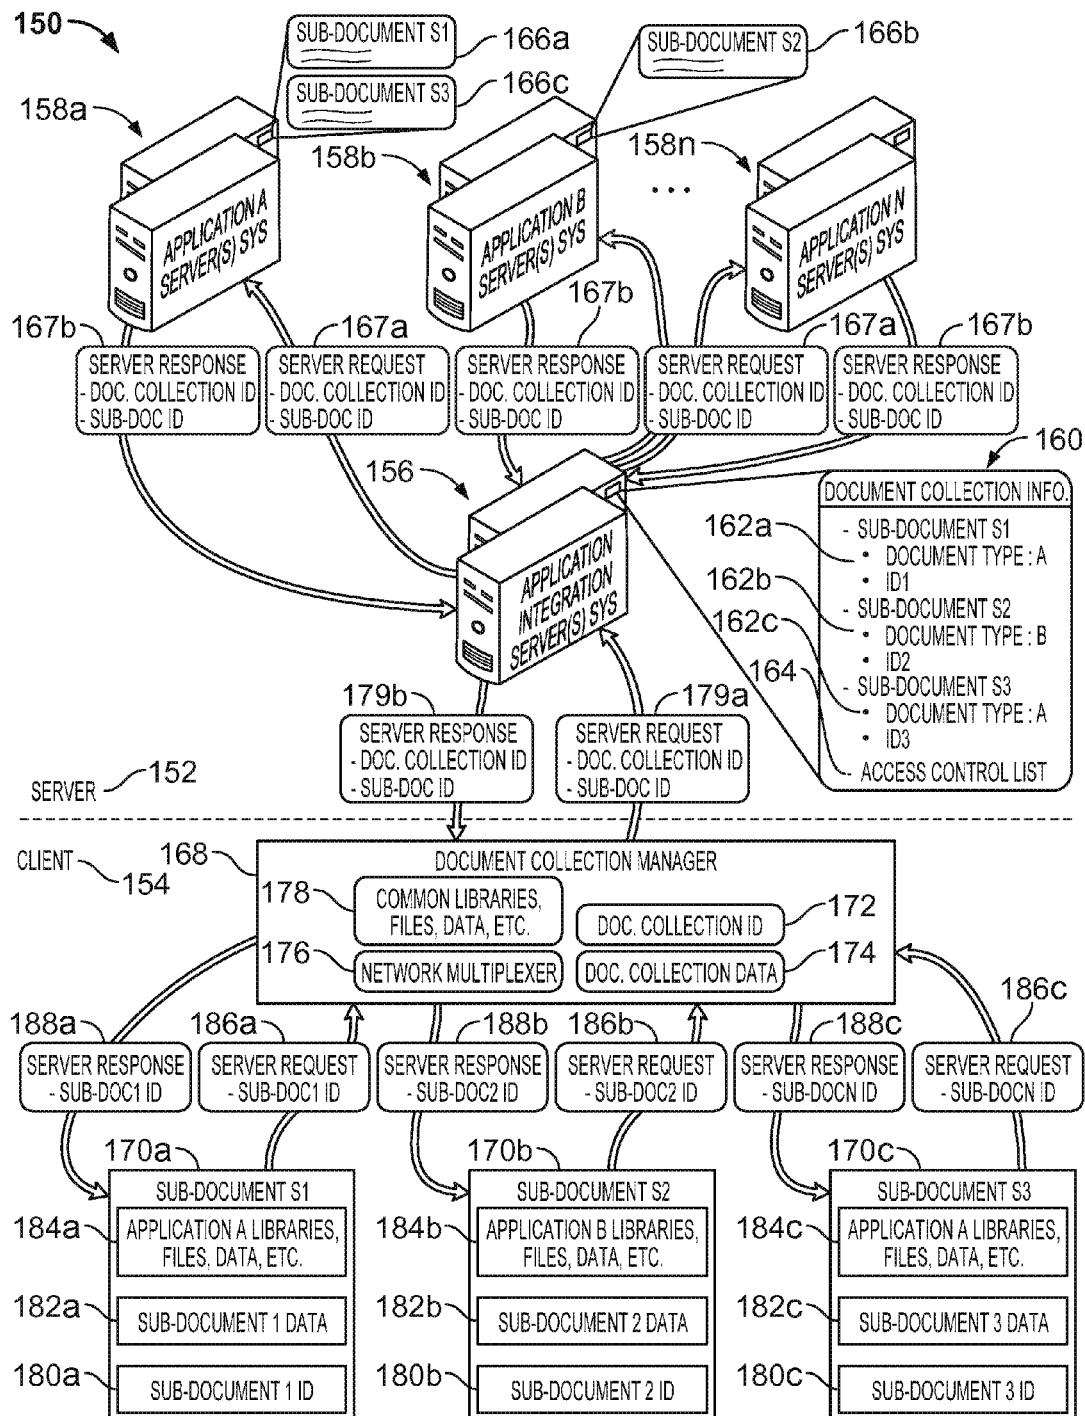 150
SUB-DOCUMENT S1
166a
SUB-DOCUMENT S2
166b
SUB-DOCUMENT S3
166c
158a
158b
158n
...
APPLICATION A
SERVER(S) SYS
APPLICATION B
SERVER(S) SYS
APPLICATION N
SERVER(S) SYS
167b
167a
167b
167a
167b
SERVER RESPONSE
- DOC. COLLECTION ID
- SUB-DOC ID
SERVER REQUEST
- DOC. COLLECTION ID
- SUB-DOC ID
SERVER RESPONSE
- DOC. COLLECTION ID
- SUB-DOC ID
SERVER REQUEST
- DOC. COLLECTION ID
- SUB-DOC ID
SERVER RESPONSE
- DOC. COLLECTION ID
- SUB-DOC ID
156
160
APPLICATION
INTEGRATION
SERVER(S) SYS
DOCUMENT COLLECTION INFO.
- SUB-DOCUMENT S1
• DOCUMENT TYPE : A
• ID1
- SUB-DOCUMENT S2
• DOCUMENT TYPE : B
• ID2
- SUB-DOCUMENT S3
• DOCUMENT TYPE : A
• ID3
- ACCESS CONTROL LIST
162a
162b
162c
164
179b
179a
SERVER RESPONSE
- DOC. COLLECTION ID
- SUB-DOC ID
SERVER REQUEST
- DOC. COLLECTION ID
- SUB-DOC ID
SERVER
152
CLIENT
154
168
DOCUMENT COLLECTION MANAGER
178
COMMON LIBRARIES,
FILES, DATA, ETC.
DOC. COLLECTION ID
172
176
NETWORK MULTIPLEXER
DOC. COLLECTION DATA
174
188a
186a
188b
186b
188c
186c
SERVER RESPONSE
- SUB-DOC1 ID
SERVER REQUEST
- SUB-DOC1 ID
SERVER RESPONSE
- SUB-DOC2 ID
SERVER REQUEST
- SUB-DOC2 ID
SERVER RESPONSE
- SUB-DOCN ID
SERVER REQUEST
- SUB-DOCN ID
170a
SUB-DOCUMENT S1
184a
APPLICATION A LIBRARIES,
FILES, DATA, ETC.
182a
SUB-DOCUMENT 1 DATA
180a
SUB-DOCUMENT 1 ID
170b
SUB-DOCUMENT S2
184b
APPLICATION B LIBRARIES,
FILES, DATA, ETC.
182b
SUB-DOCUMENT 2 DATA
180b
SUB-DOCUMENT 2 ID
170c
SUB-DOCUMENT S3
184c
APPLICATION A LIBRARIES,
FILES, DATA, ETC.
182c
SUB-DOCUMENT 3 DATA
180c
SUB-DOCUMENT 3 ID